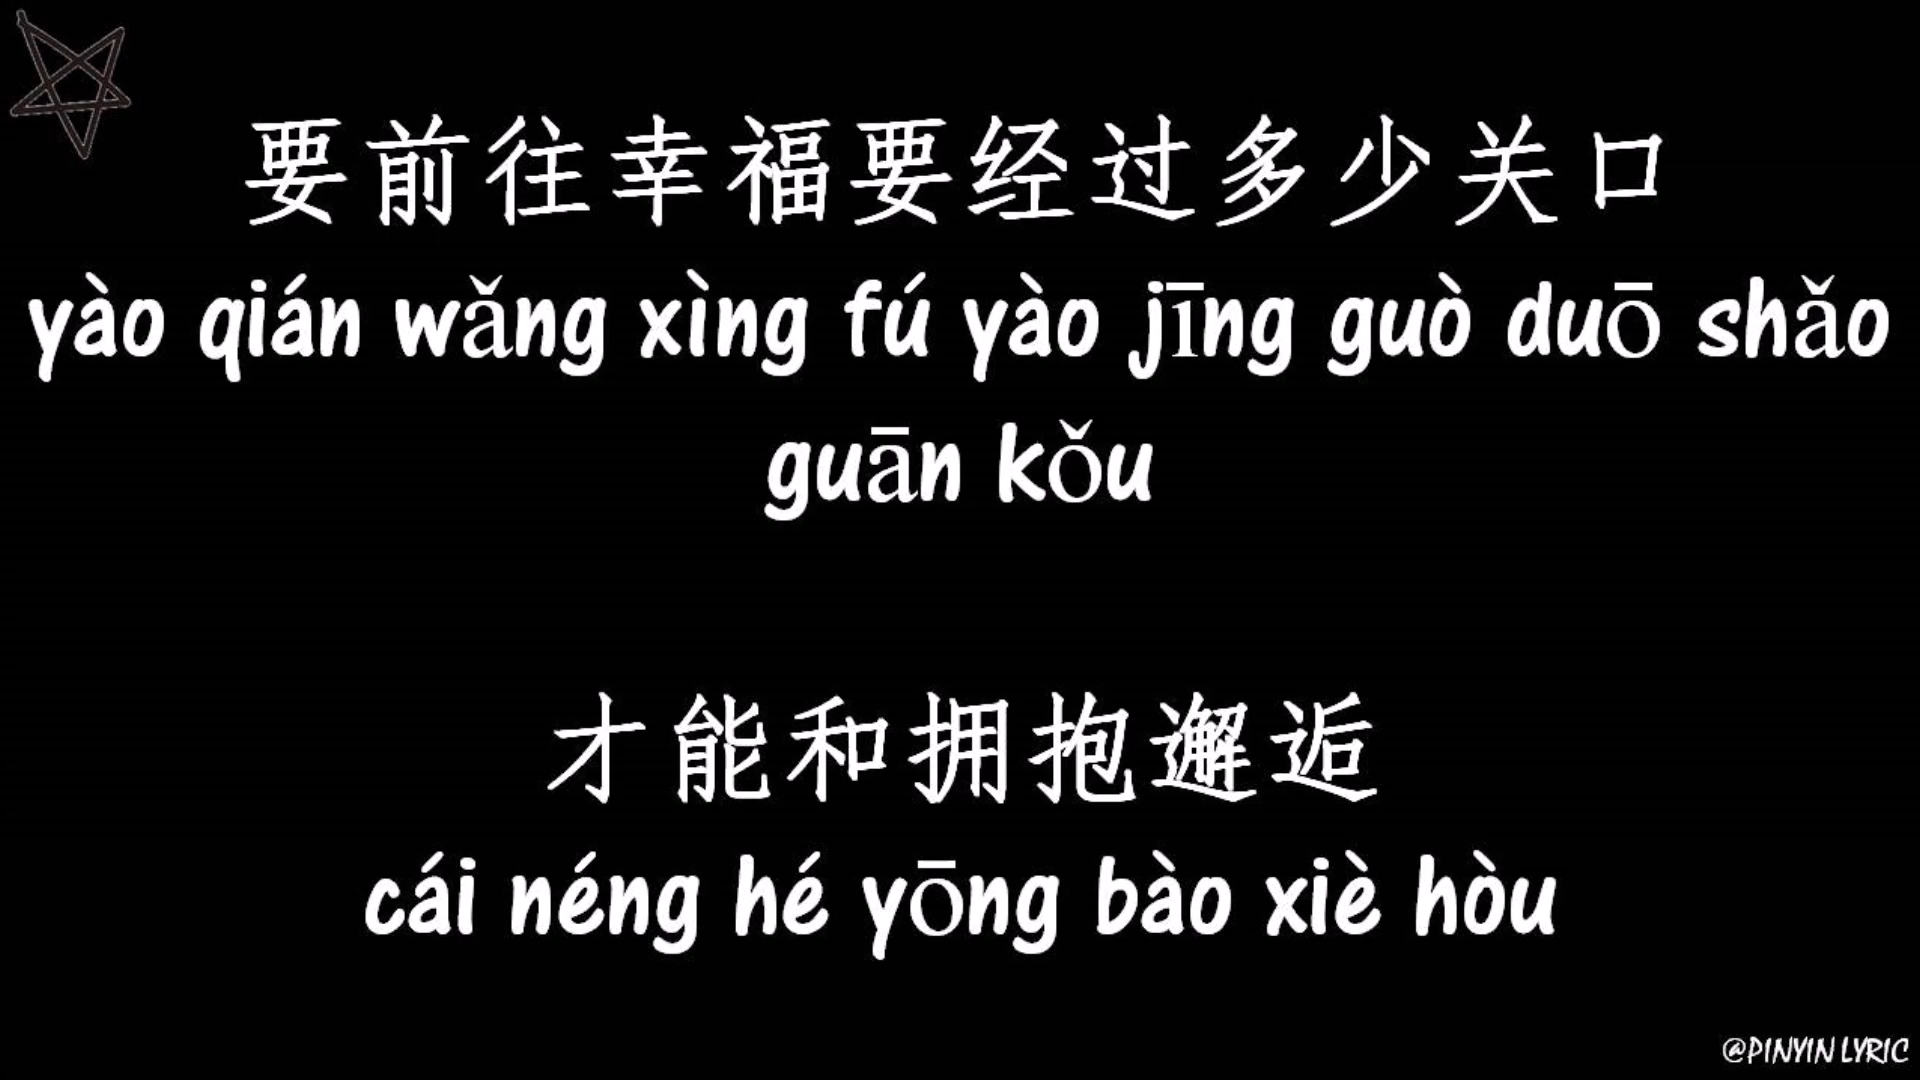 要前往幸福要经过多少关口
yào qián wǎng xìng fú yào jīng guò duō shǎo
guān kǒu
才能和拥抱邂逅
cái néng hé yōng bào xiè hòu
@PINYIN LYRIC